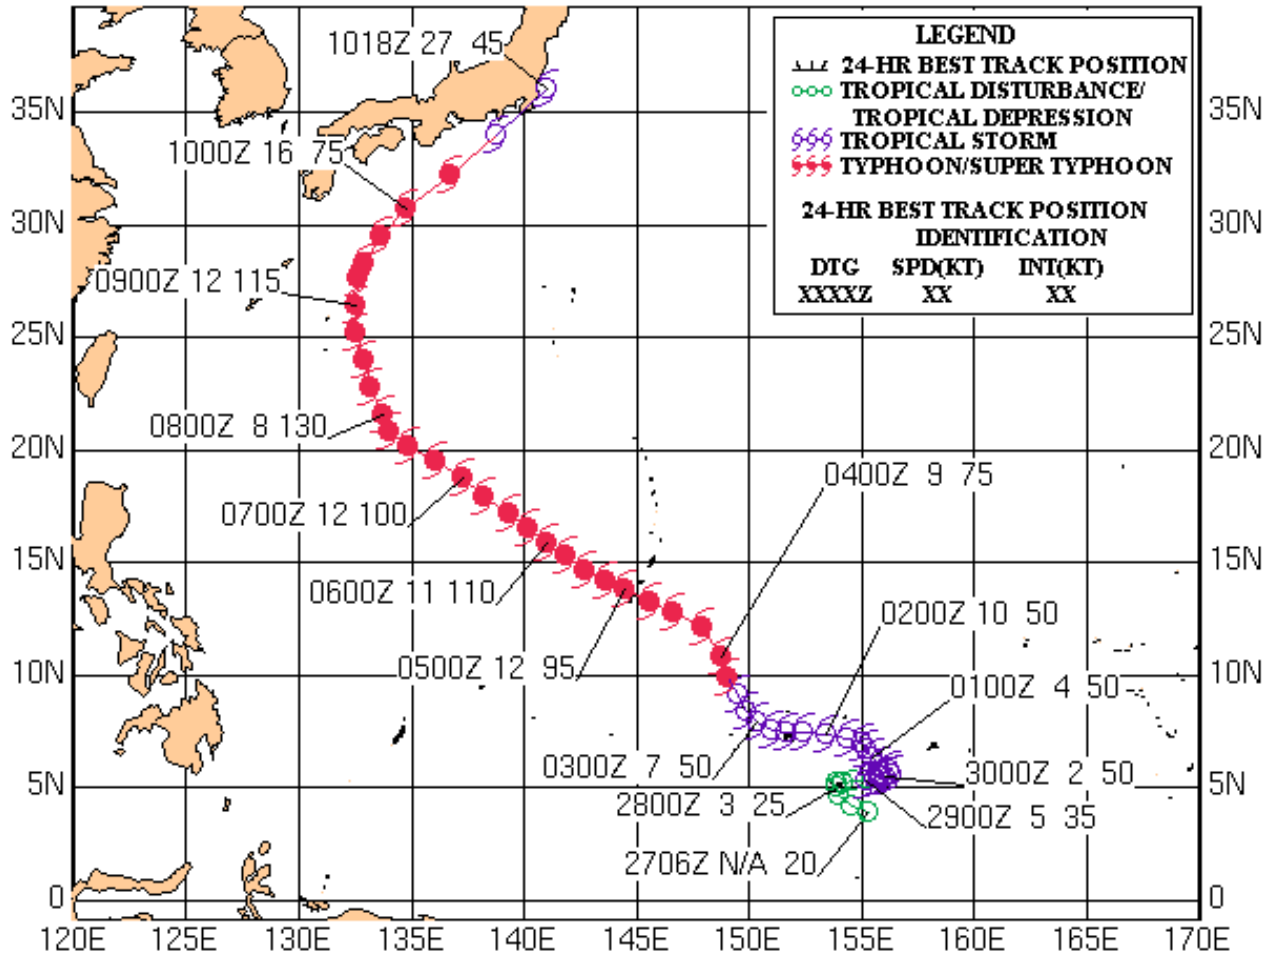 LEGEND
24-HR BEST TRACK POSITION
TROPICAL DISTURBANCE/
TROPICAL DEPRESSION
TROPICAL STORM
TYPHOON/SUPER TYPHOON
24-HR BEST TRACK POSITION
IDENTIFICATION
DTG SPD(KT) INT(KT)
XXXXZ XX XX
1018Z 27 45
1000Z 16 75
0900Z 12 115
0800Z 8 130
0700Z 12 100
0600Z 11 110
0500Z 12 95
0400Z 9 75
0200Z 10 50
0100Z 4 50
0300Z 7 50
3000Z 2 50
2800Z 3 25
2900Z 5 35
2706Z N/A 20
35N 35N
30N 30N
25N 25N
20N 20N
15N 15N
10N 10N
5N 5N
0 0
120E 125E 130E 135E 140E 145E 150E 155E 160E 165E 170E